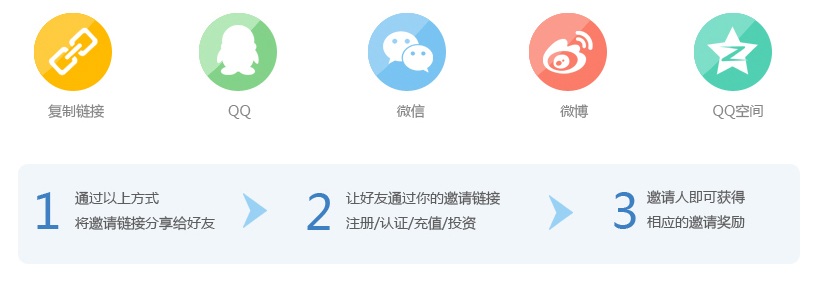 复制链接
QQ
微信
微博
QQ空间
1
通过以上方式
将邀请链接分享给好友
2
让好友通过你的邀请链接
注册/认证/充值/投资
3
邀请人即可获得
相应的邀请奖励